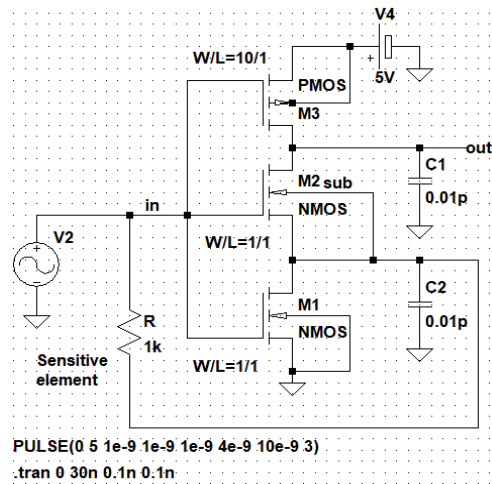 V4
W/L=10/1
+
5V
PMOS
M3
out
C1
M2 sub
0.01p
in
NMOS
V2
W/L=1/1
C2
M1
0.01p
R
NMOS
1k
Sensitive
element
W/L=1/1
PULSE(0 5 1e-9 1e-9 1e-9 4e-9 10e-9 3)
.tran 0 30n 0.1n 0.1n